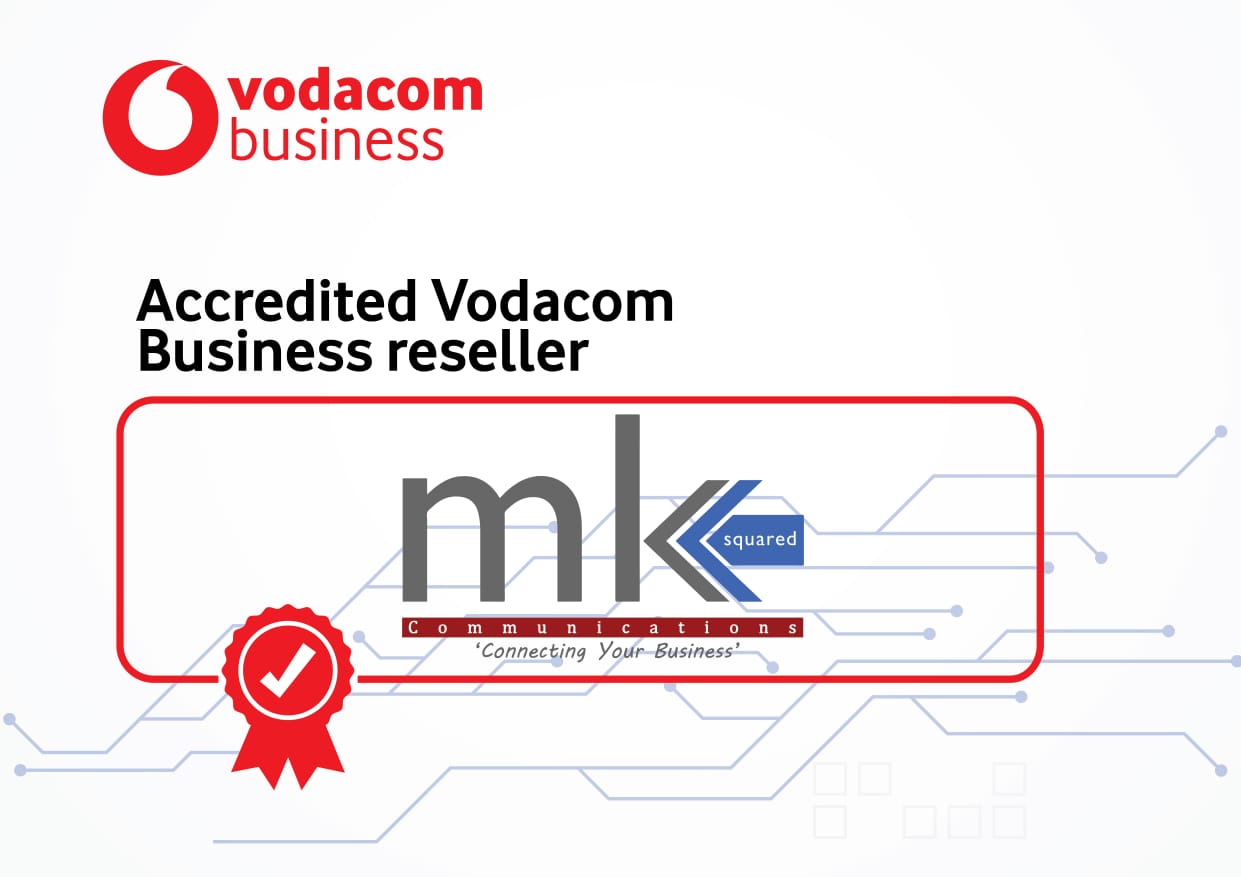 vodacom
business
Accredited Vodacom
Business reseller
mk
squared
Communications
‘Connecting Your Business’